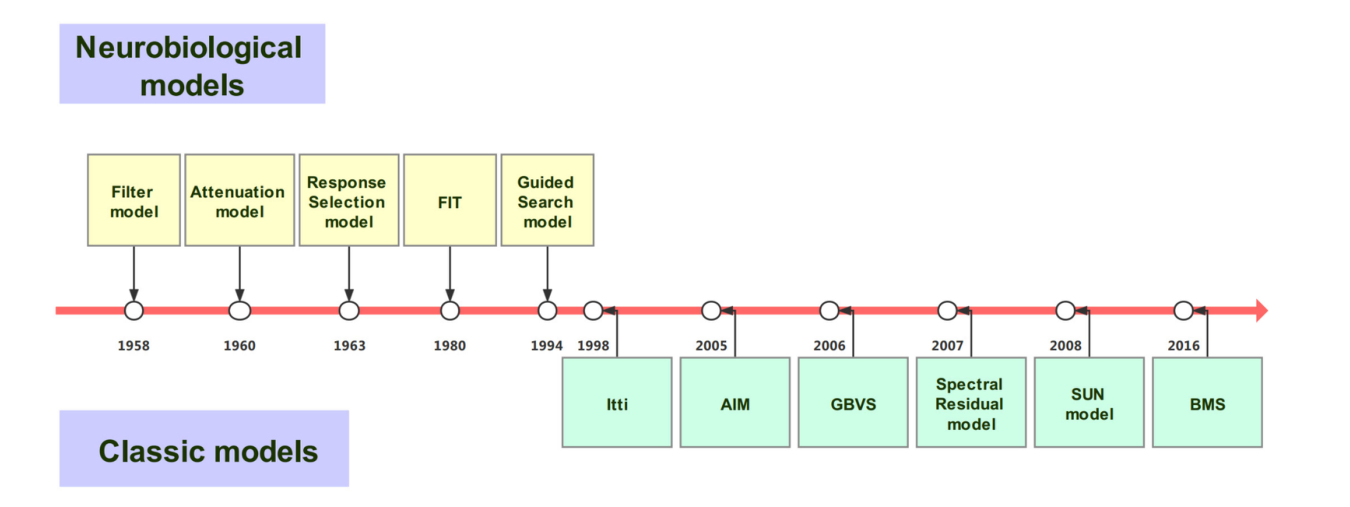 Neurobiological
models
Filter
model
Attenuation
model
Response
Selection
model
FIT
Guided
Search
model
1958
1960
1963
1980
1994
1998
2005
2006
2007
2008
2016
Itti
AIM
GBVS
Spectral
Residual
model
SUN
model
BMS
Classic models